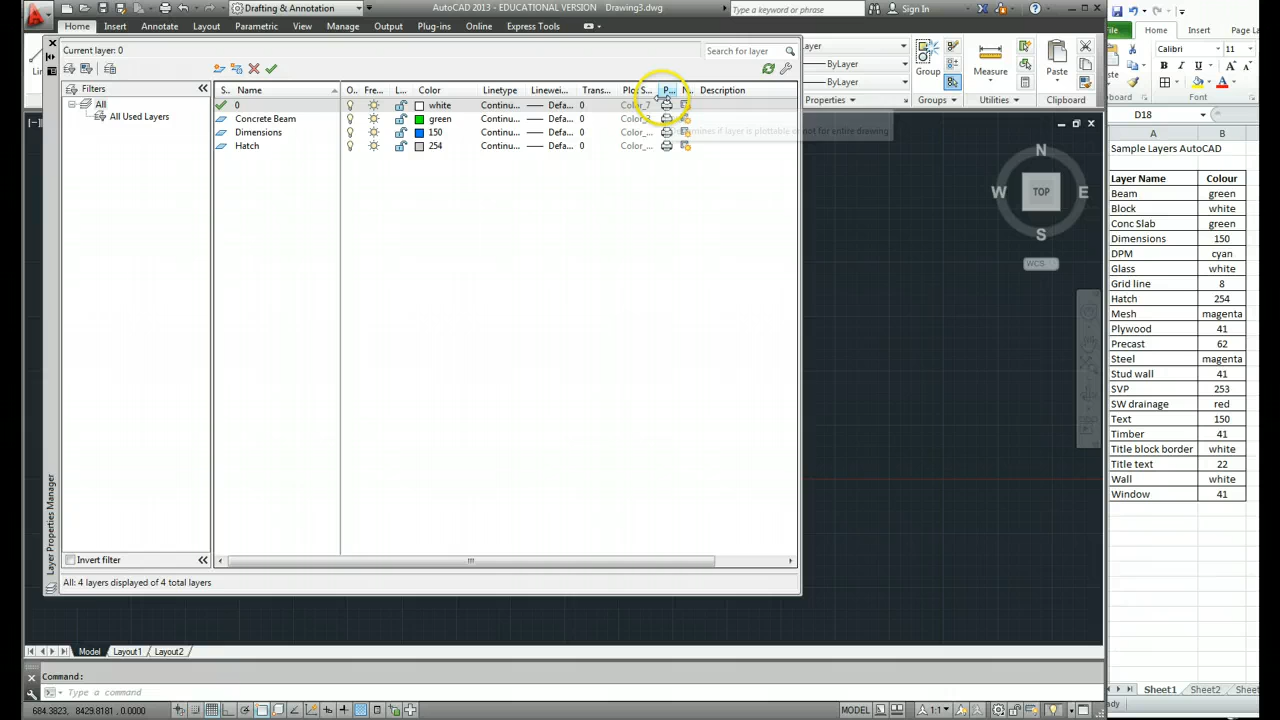 Drafting & Annotation
AutoCAD 2013 - EDUCATIONAL VERSION Drawing3.dwg
Type a keyword or phrase
Sign In
Home Insert Annotate Layout Parametric View Manage Output Plug-ins Online Express Tools
ByLayer
ByLayer
Properties
Group
Groups
Measure
Utilities
Paste
Clipboard
Current layer: 0
Search for layer
Filters
All
All Used Layers
S.. Name O.. Fre... L... Color Linetype Linewei... Trans... Plot S... P... N.. Description
0 white Continu... Defa... 0 Color_7
Concrete Beam green Continu... Defa... 0 Color_...
Dimensions 150 Continu... Defa... 0 Color_...
Hatch 254 Continu... Defa... 0 Color_...
Invert filter
All: 4 layers displayed of 4 total layers
Layer Properties Manager
TOP
N
W
E
S
WCS
Model Layout1 Layout2
Command:
Type a command
684.3823, 8429.8181, 0.0000
MODEL
1:1
File Home Insert Page L
Calibri 11
B I U
D18
A B
Sample Layers AutoCAD
Layer Name Colour
Beam green
Block white
Conc Slab green
Dimensions 150
DPM cyan
Glass white
Grid line 8
Hatch 254
Mesh magenta
Plywood 41
Precast 62
Steel magenta
Stud wall 41
SVP 253
SW drainage red
Text 150
Timber 41
Title block border white
Title text 22
Wall white
Window 41
Sheet1 Sheet2 Sheet